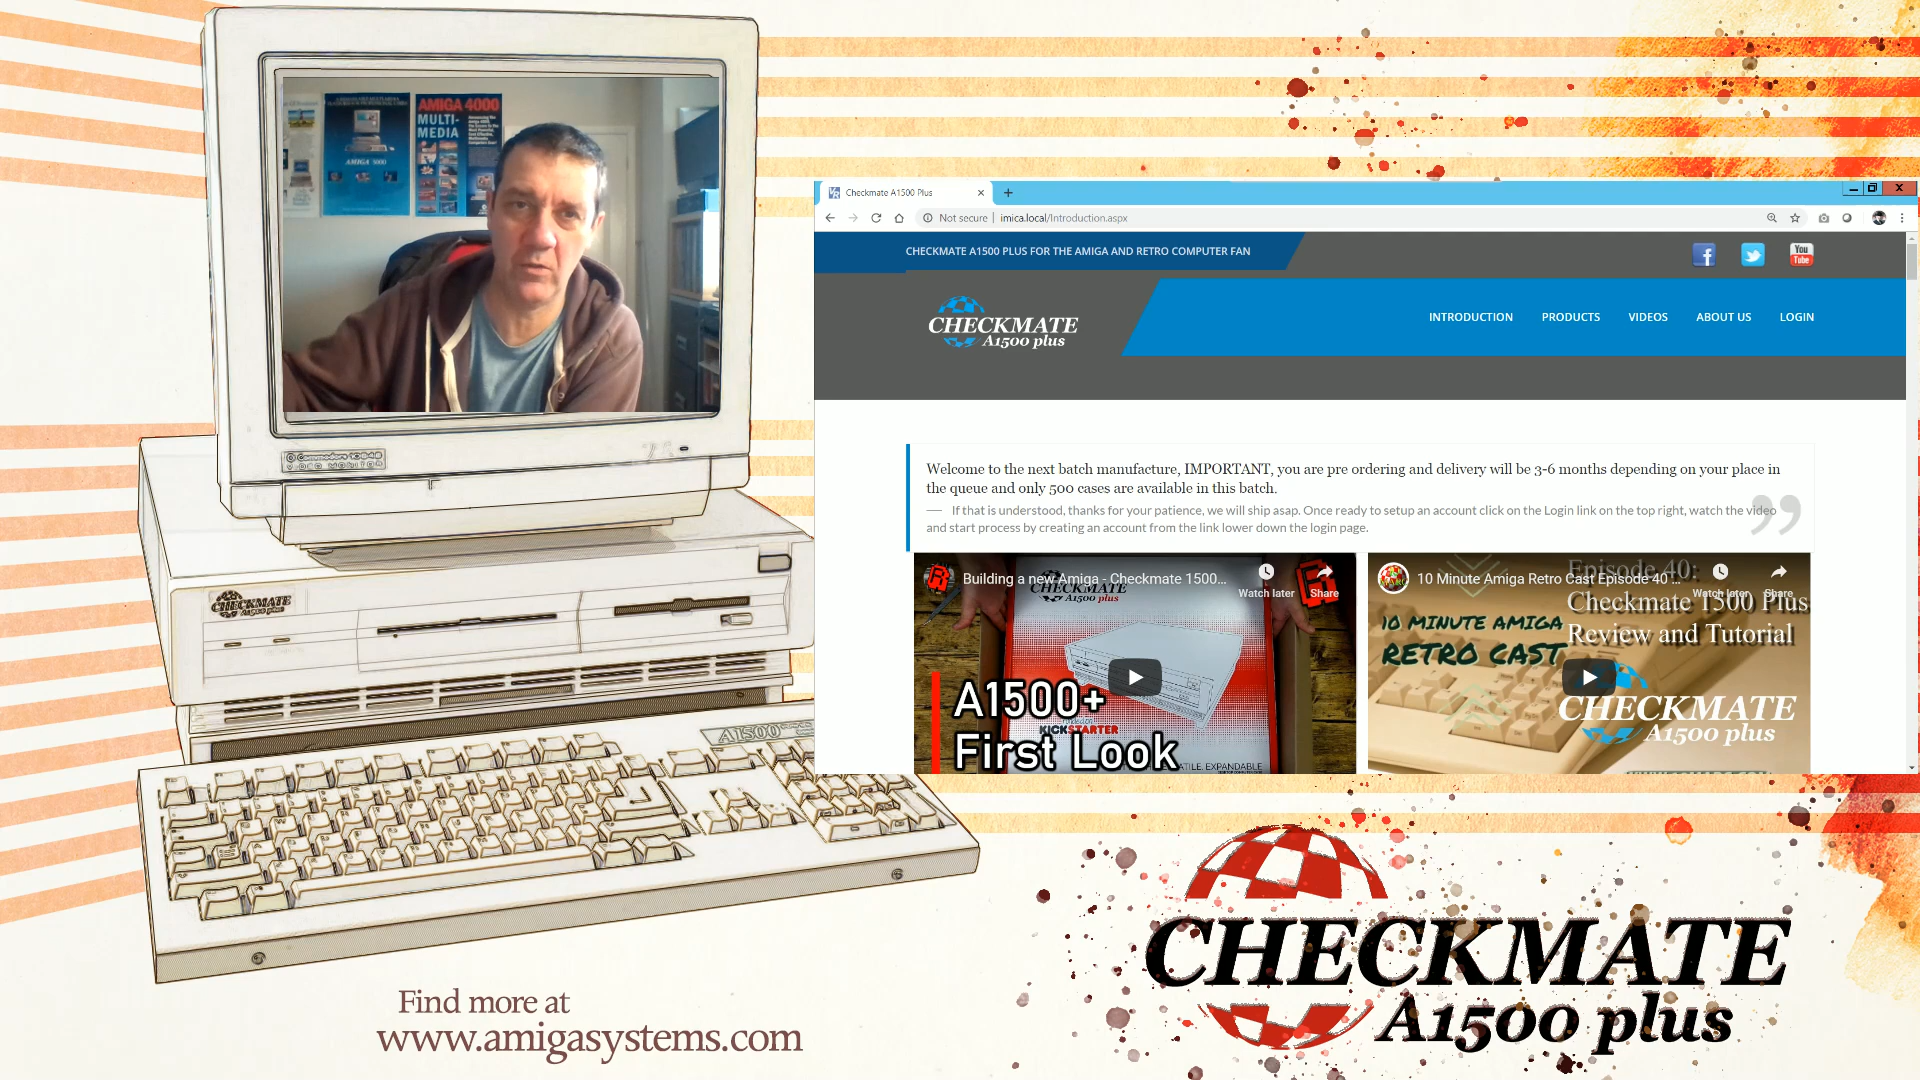 AMIGA 4000
MULTI-
MEDIA
AMIGA 3000
CHECKMATE
A1500 plus
A1500
Find more at
www.amigasystems.com
Checkmate A1500 Plus
Not secure | imica.local/Introduction.aspx
CHECKMATE A1500 PLUS FOR THE AMIGA AND RETRO COMPUTER FAN
You
Tube
CHECKMATE
A1500 plus
INTRODUCTION PRODUCTS VIDEOS ABOUT US LOGIN
Welcome to the next batch manufacture, IMPORTANT, you are pre ordering and delivery will be 3-6 months depending on your place in
the queue and only 500 cases are available in this batch.
— If that is understood, thanks for your patience, we will ship asap. Once ready to setup an account click on the Login link on the top right, watch the video
and start process by creating an account from the link lower down the login page.
Building a new Amiga - Checkmate 1500...
Watch later Share
CHECKMATE
A1500 plus
A1500+
KICKSTARTER
First Look
ATILE, EXPANDABLE
10 Minute Amiga Retro Cast Episode 40 ...
Watch later Share
Episode 40:
Checkmate 1500 Plus
Review and Tutorial
10 MINUTE AMIGA
RETRO CAST
CHECKMATE
A1500 plus
CHECKMATE
A1500 plus